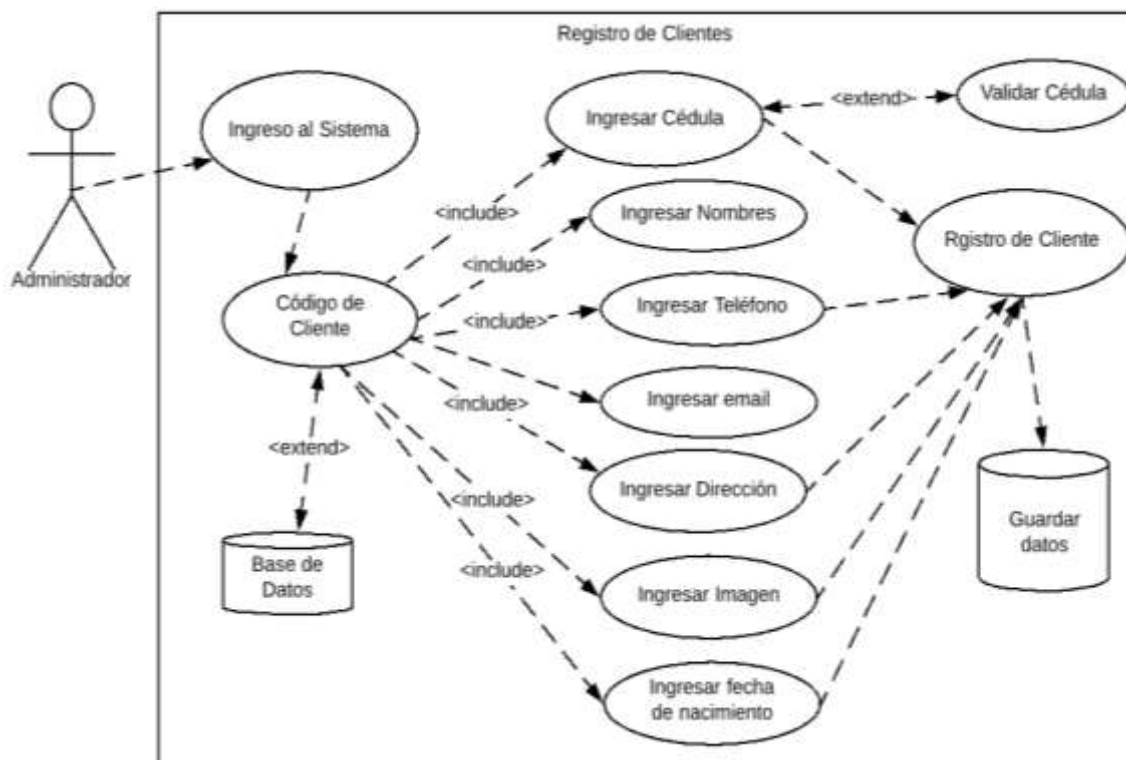 Registro de Clientes
Ingreso al Sistema
Ingresar Cédula
<extend>
Validar Cédula
<include>
Ingresar Nombres
Rgistro de Cliente
<include>
Administrador
Código de
Cliente
<include>
Ingresar Teléfono
Ingresar email
<include>
<extend>
Ingresar Dirección
<include>
Guardar
datos
Base de
Datos
<include>
Ingresar Imagen
Ingresar fecha
de nacimiento